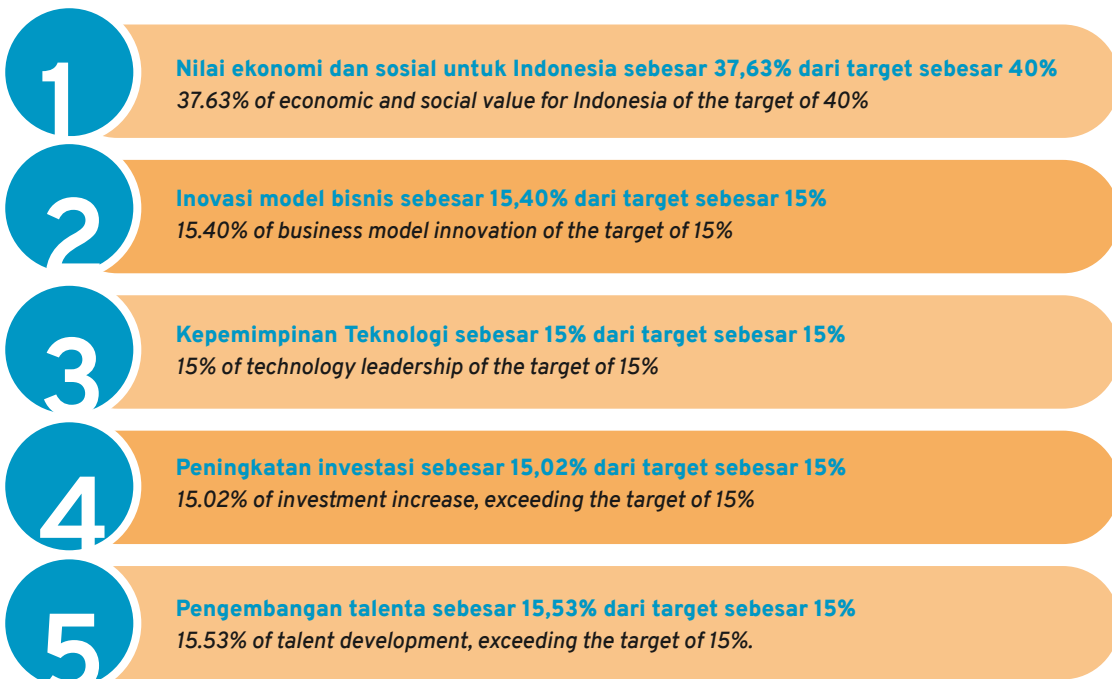 1
Nilai ekonomi dan sosial untuk Indonesia sebesar 37,63% dari target sebesar 40%
37.63% of economic and social value for Indonesia of the target of 40%
2
Inovasi model bisnis sebesar 15,40% dari target sebesar 15%
15.40% of business model innovation of the target of 15%
3
Kepemimpinan Teknologi sebesar 15% dari target sebesar 15%
15% of technology leadership of the target of 15%
4
Peningkatan investasi sebesar 15,02% dari target sebesar 15%
15.02% of investment increase, exceeding the target of 15%
5
Pengembangan talenta sebesar 15,53% dari target sebesar 15%
15.53% of talent development, exceeding the target of 15%.